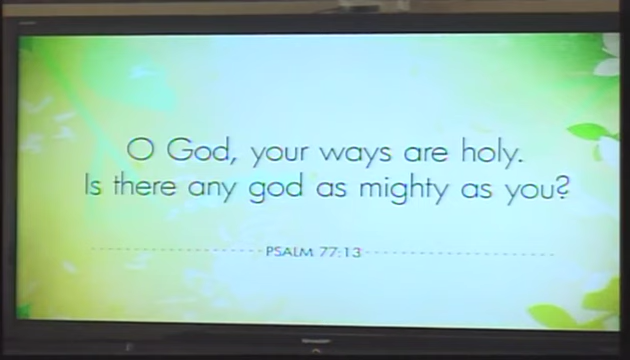 O God, your ways are holy.
Is there any god as mighty as you?
PSALM 77:13